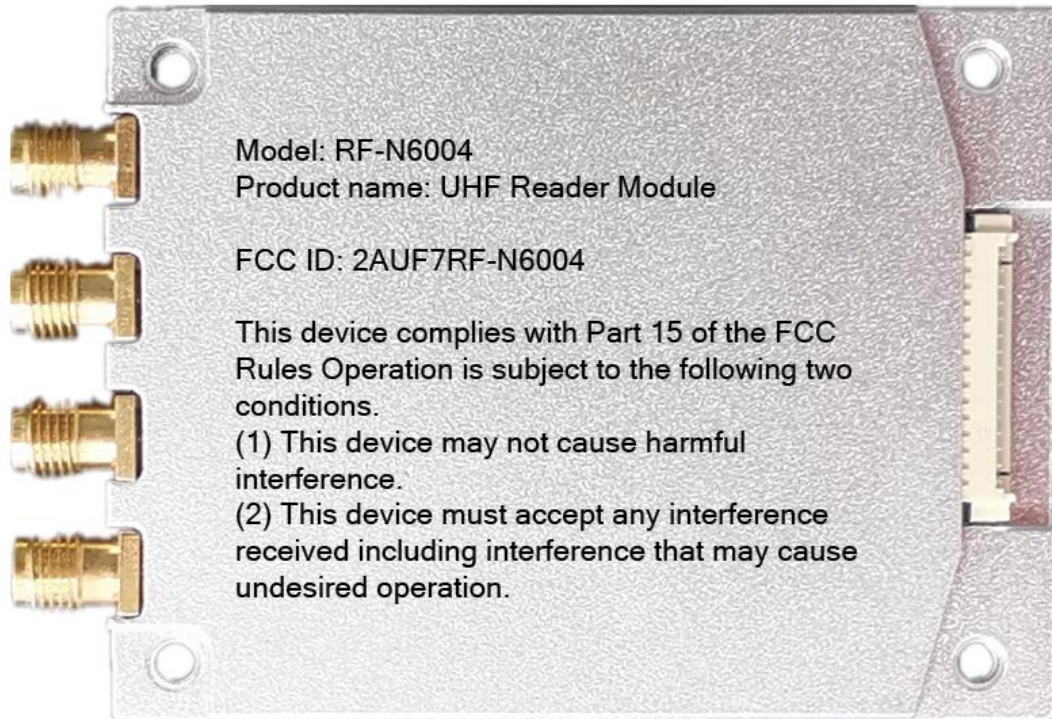 Model: RF-N6004
Product name: UHF Reader Module
FCC ID: 2AUF7RF-N6004
This device complies with Part 15 of the FCC
Rules Operation is subject to the following two
conditions.
(1) This device may not cause harmful
interference.
(2) This device must accept any interference
received including interference that may cause
undesired operation.